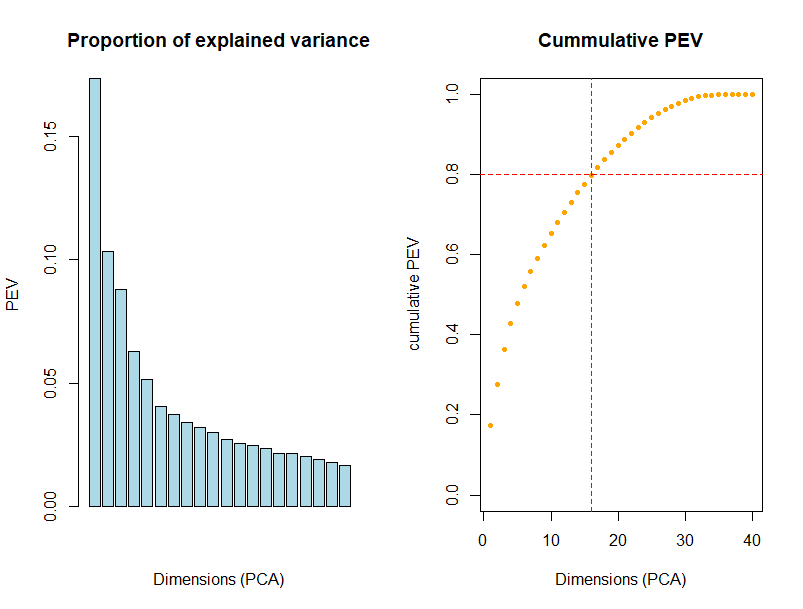 Proportion of explained variance
PEV
0.00
0.05
0.10
0.15
Dimensions (PCA)
Cummulative PEV
cumulative PEV
0.0
0.2
0.4
0.6
0.8
1.0
0
10
20
30
40
Dimensions (PCA)